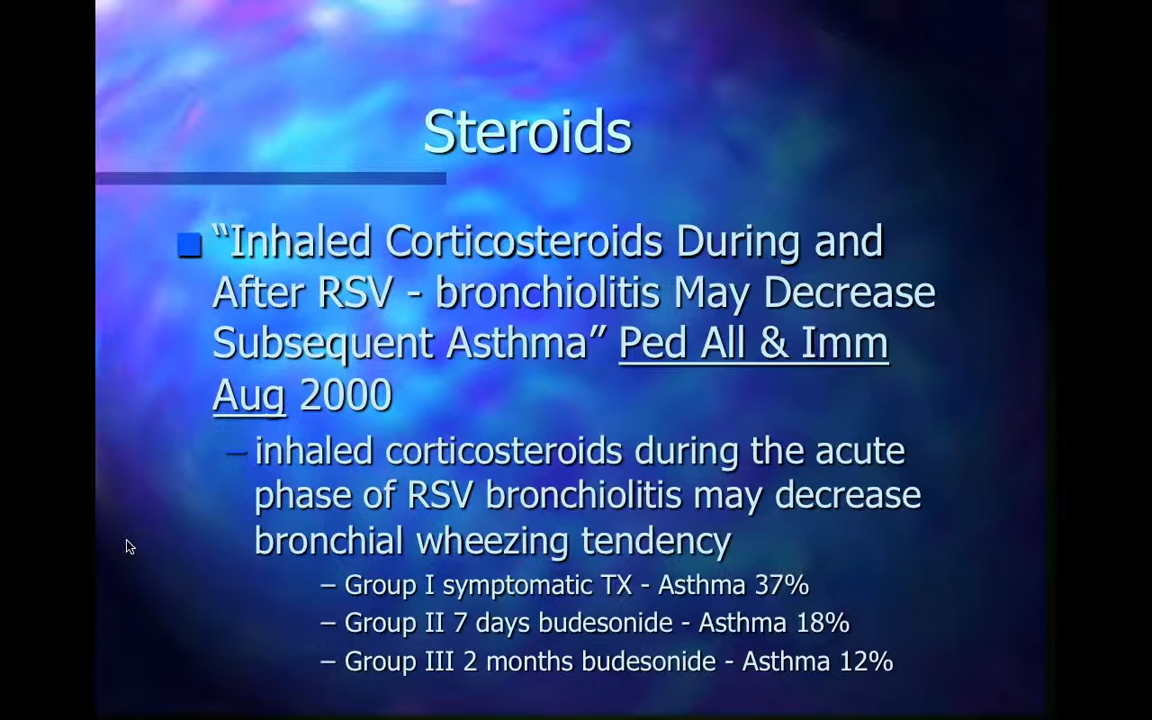 Steroids
“Inhaled Corticosteroids During and
After RSV - bronchiolitis May Decrease
Subsequent Asthma” Ped All & Imm
Aug 2000
– inhaled corticosteroids during the acute
phase of RSV bronchiolitis may decrease
bronchial wheezing tendency
– Group I symptomatic TX - Asthma 37%
– Group II 7 days budesonide - Asthma 18%
– Group III 2 months budesonide - Asthma 12%